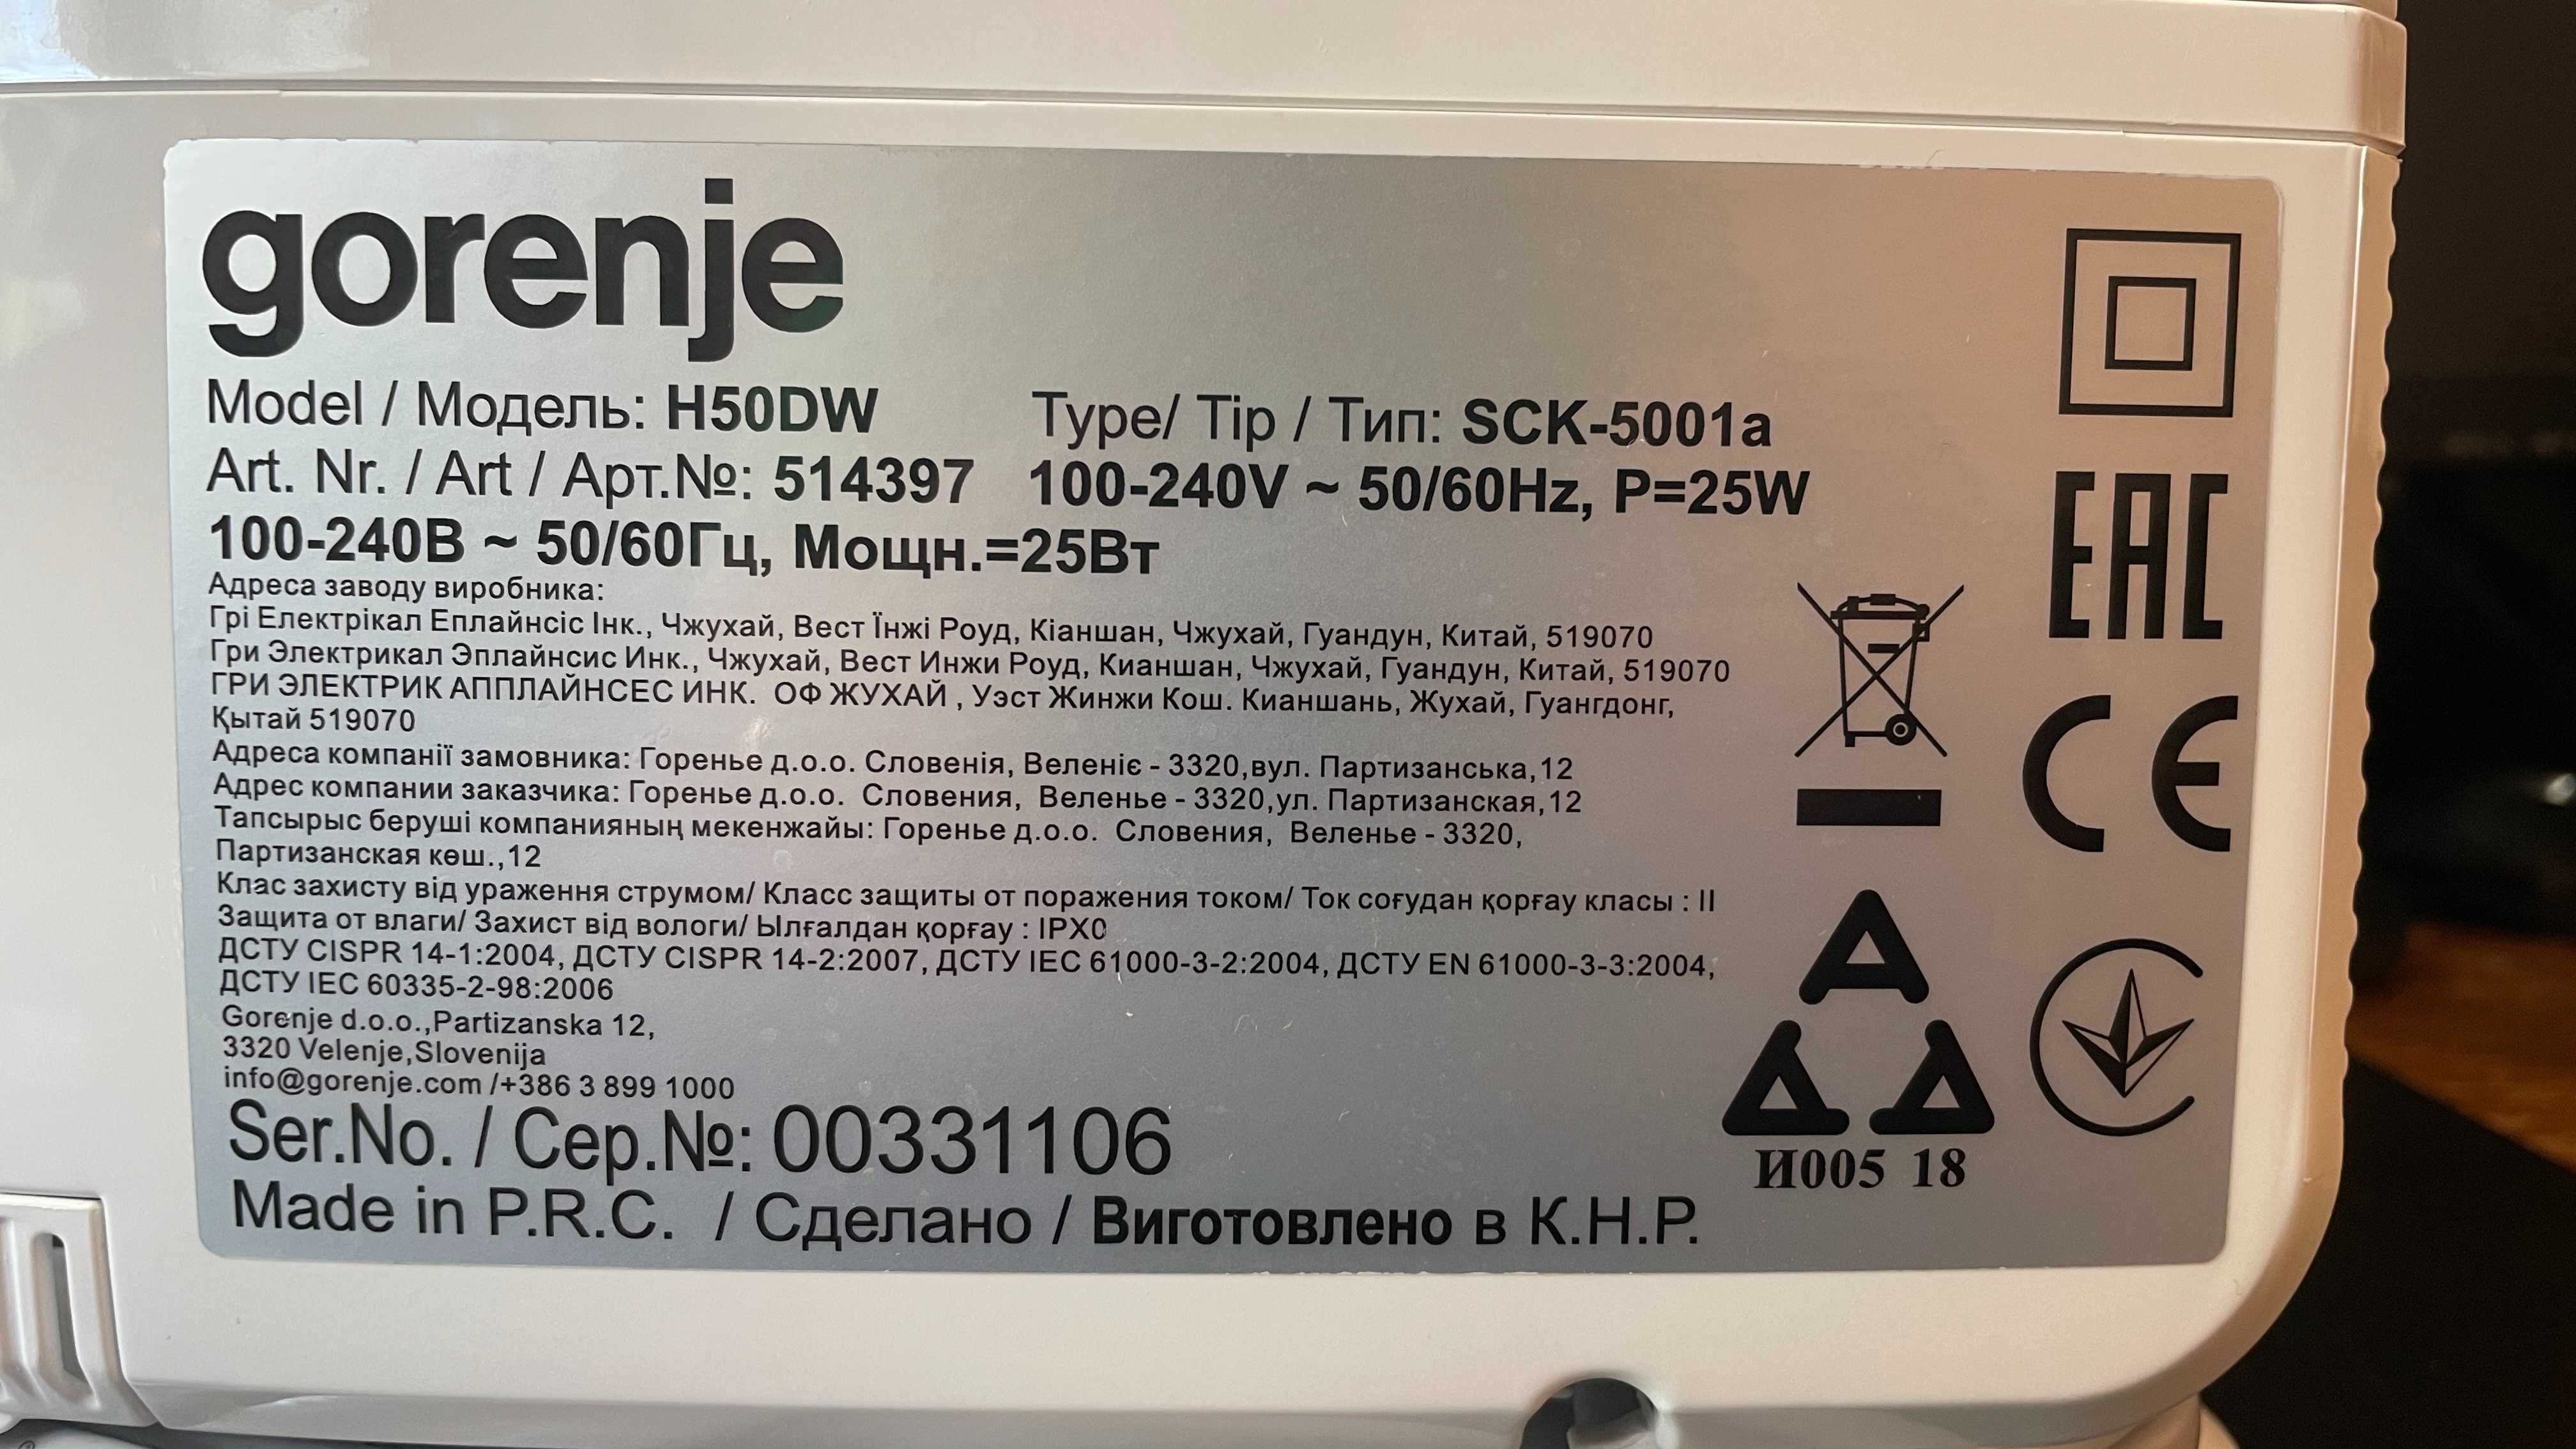 gorenje
Model / Модель: H50DW Type/ Tip / Тип: SCK-5001a
Art. Nr. / Art / Арт.№: 514397 100-240V ~ 50/60Hz, P=25W
100-240В ~ 50/60Гц, Мощн.=25Вт
Адреса заводу виробника:
Грі Електрікал Еплайнсіс Інк., Чжухай, Вест Їнжі Роуд, Кіаншан, Чжухай, Гуандун, Китай, 519070
Гри Электрикал Эплайнсис Инк., Чжухай, Вест Инжи Роуд, Кианшан, Чжухай, Гуандун, Китай, 519070
ГРИ ЭЛЕКТРИК АППЛАЙНСЕС ИНК. ОФ ЖУХАЙ , Уэст Жинжи Кош. Кианшань, Жухай, Гуангдонг,
Қытай 519070
Адреса компанії замовника: Горенье д.о.о. Словенія, Веленіє - 3320,вул. Партизанська,12
Адрес компании заказчика: Горенье д.о.о. Словения, Веленье - 3320,ул. Партизанская,12
Тапсырыс беруші компанияның мекенжайы: Горенье д.о.о. Словения, Веленье - 3320,
Партизанская көш.,12
Клас захисту від ураження струмом/ Класс защиты от поражения током/ Ток соғудан қорғау класы : II
Защита от влаги/ Захист від вологи/ Ылғалдан қорғау : IPX0
ДСТУ CISPR 14-1:2004, ДСТУ CISPR 14-2:2007, ДСТУ IEC 61000-3-2:2004, ДСТУ EN 61000-3-3:2004,
ДСТУ IEC 60335-2-98:2006
Gorenje d.o.o.,Partizanska 12,
3320 Velenje,Slovenija
info@gorenje.com /+386 3 899 1000
Ser.No. / Сер.№: 00331106
Made in P.R.C. / Сделано / Виготовлено в К.Н.Р.
EAC
CE
И005 18